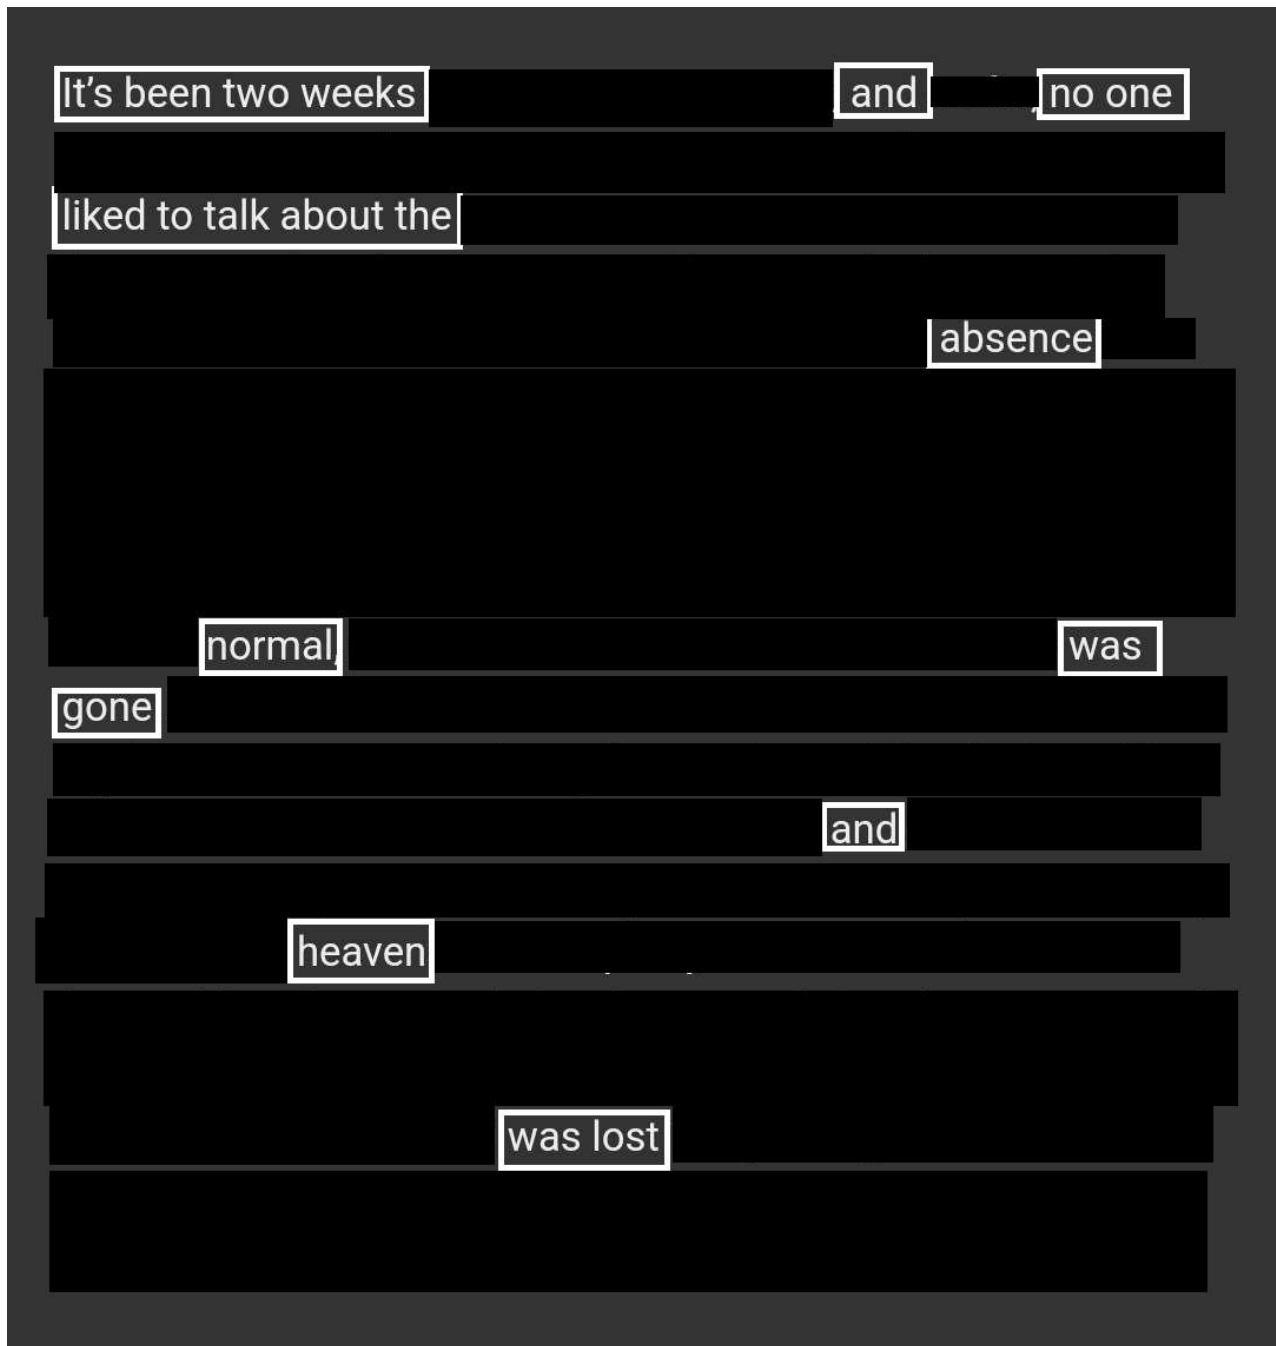 It's been two weeks and no one
liked to talk about the
absence
normal, was
gone
and
heaven
was lost